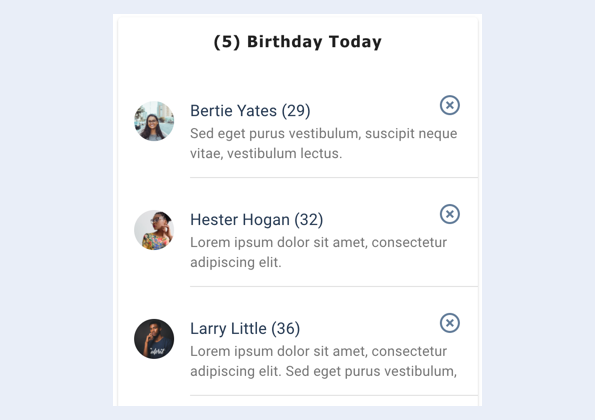 (5) Birthday Today
Bertie Yates (29)
Sed eget purus vestibulum, suscipit neque
vitae, vestibulum lectus.
Hester Hogan (32)
Lorem ipsum dolor sit amet, consectetur
adipiscing elit.
Larry Little (36)
Lorem ipsum dolor sit amet, consectetur
adipiscing elit. Sed eget purus vestibulum,